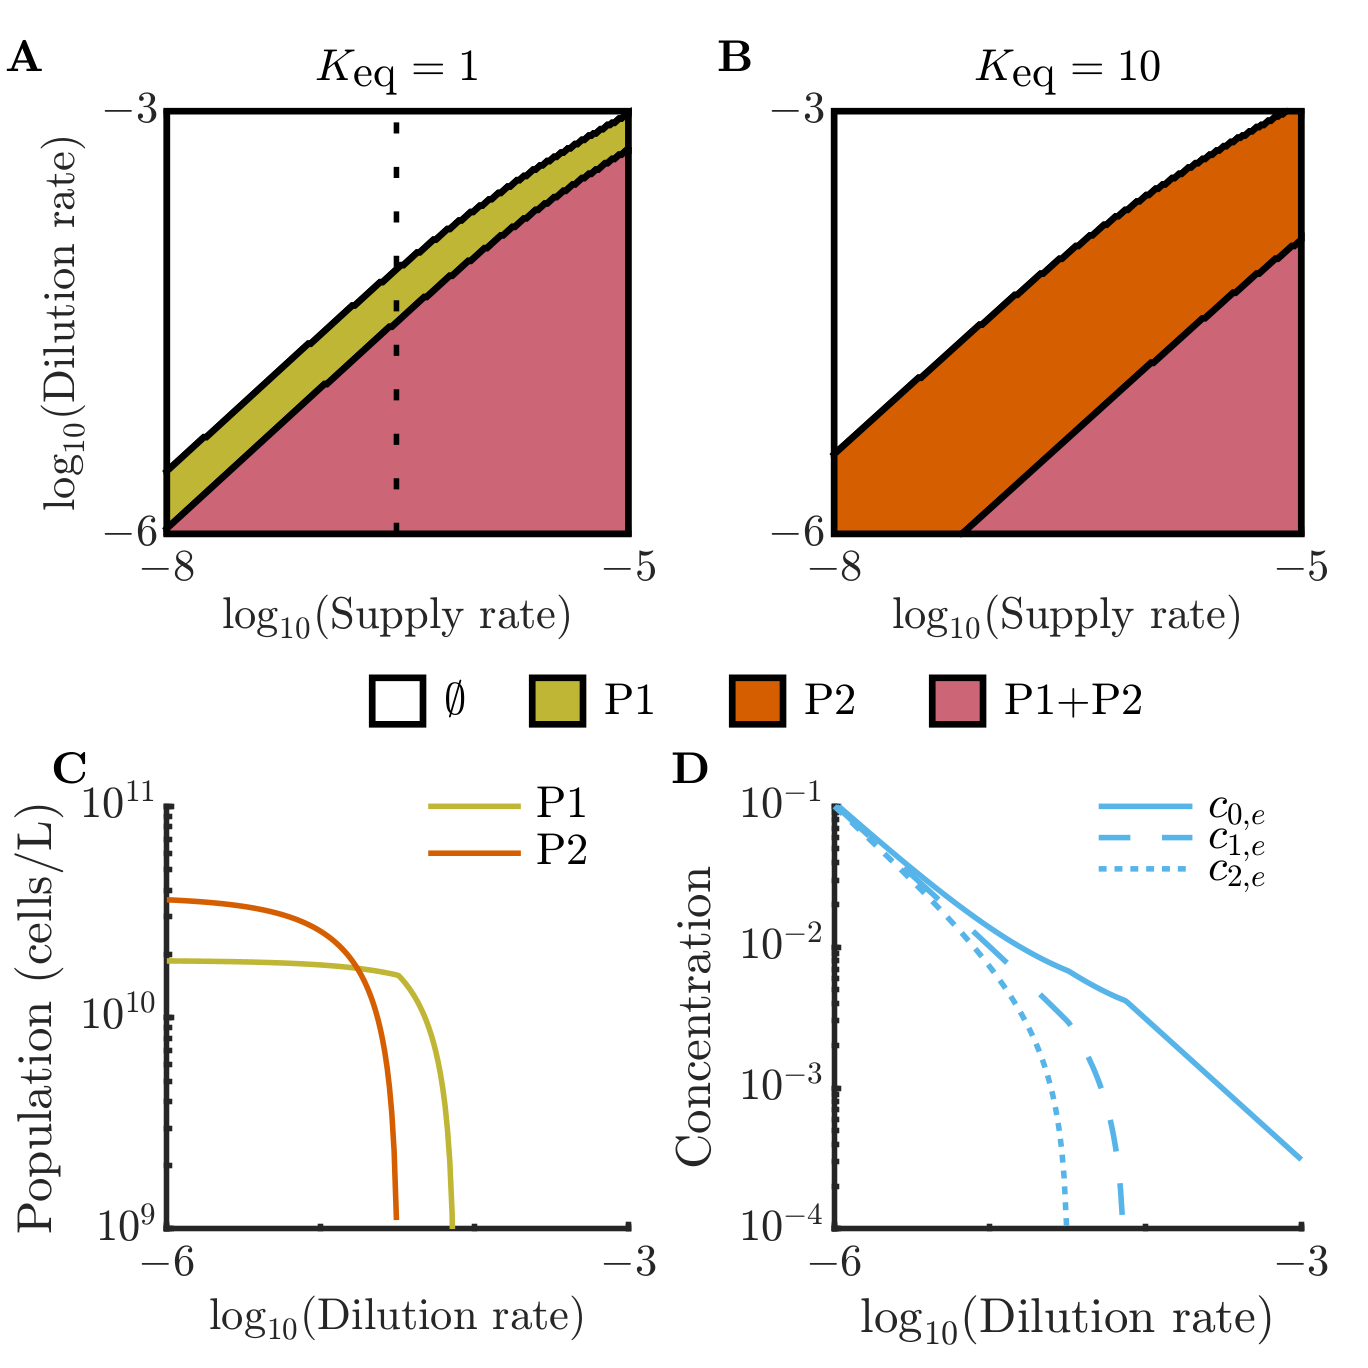 A
K_eq = 1
log10(Dilution rate)
−3
−6
−8
−5
log10(Supply rate)
B
K_eq = 10
−3
−6
−8
−5
log10(Supply rate)
∅
P1
P2
P1+P2
C
Population (cells/L)
10^11
10^10
10^9
P1
P2
−6
−3
log10(Dilution rate)
D
Concentration
10^−1
10^−2
10^−3
10^−4
c_0,e
c_1,e
c_2,e
−6
−3
log10(Dilution rate)